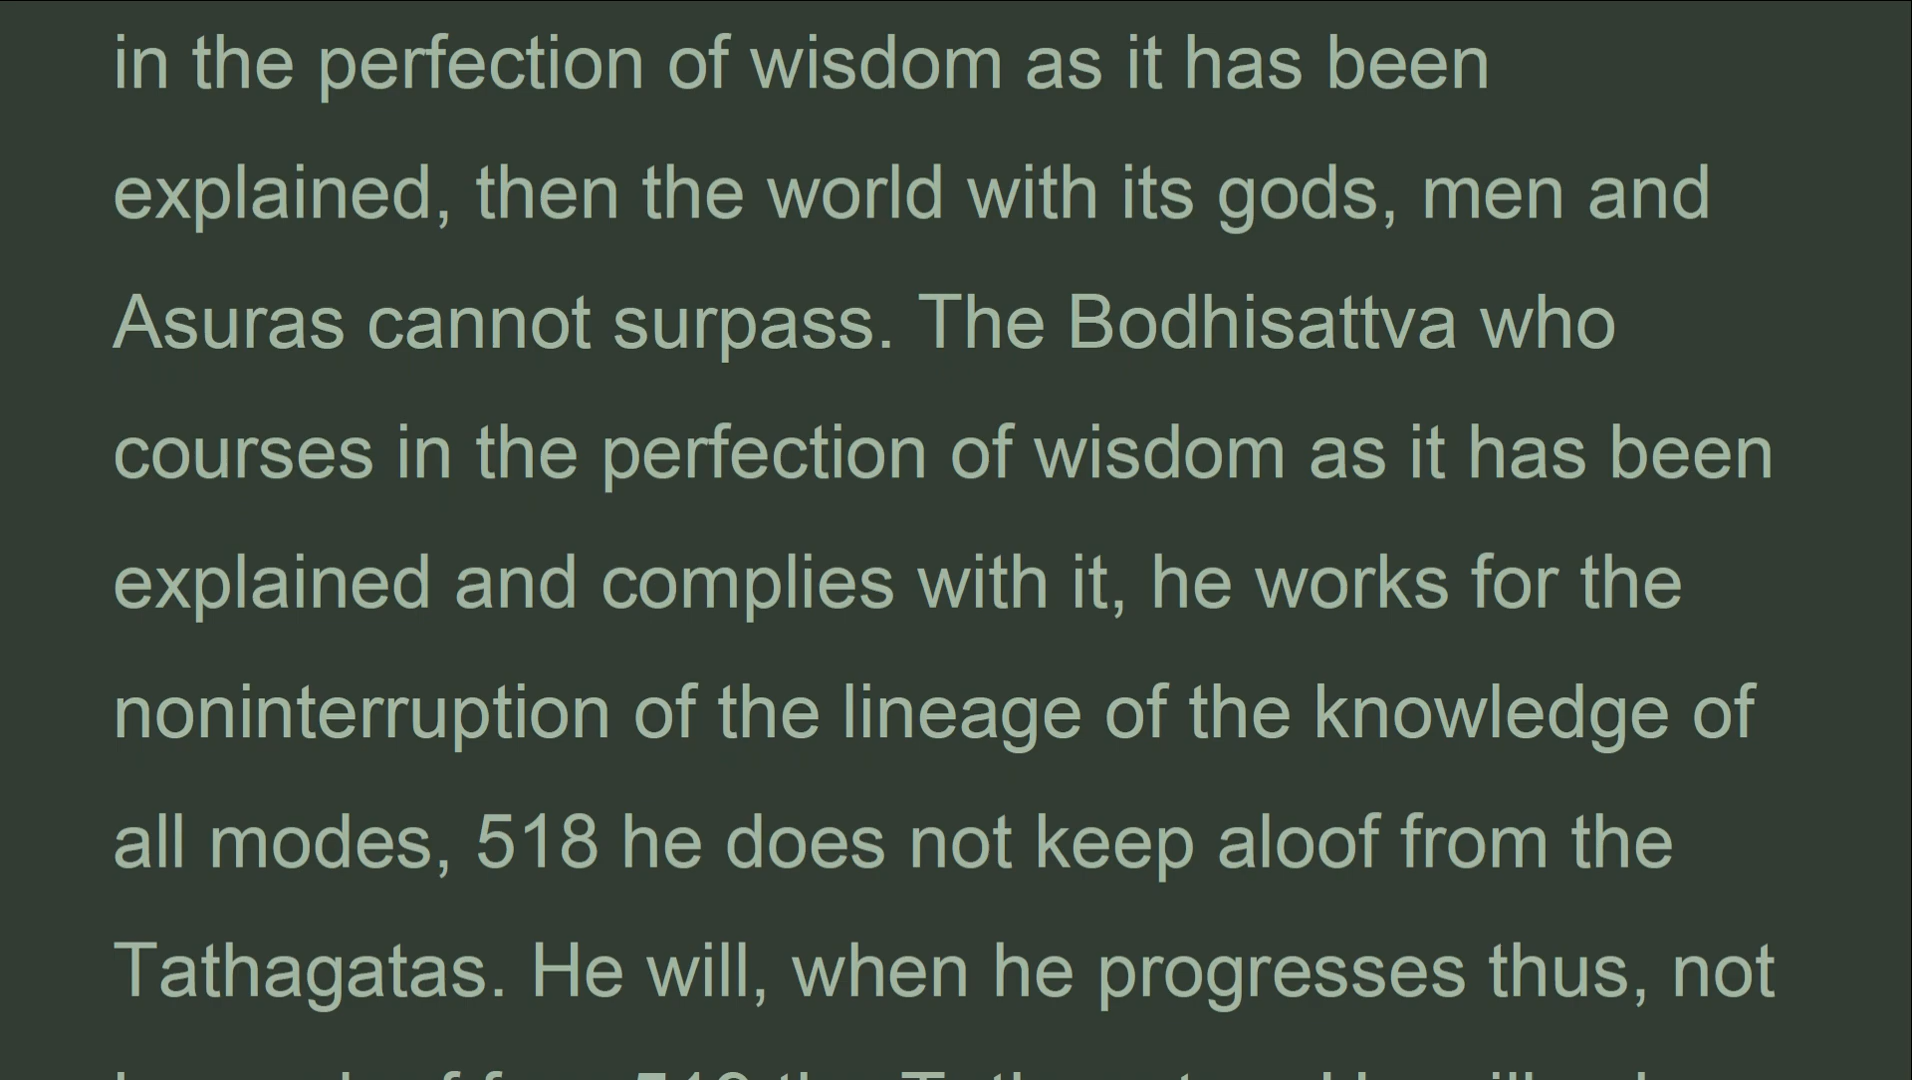 in the perfection of wisdom as it has been
explained, then the world with its gods, men and
Asuras cannot surpass. The Bodhisattva who
courses in the perfection of wisdom as it has been
explained and complies with it, he works for the
noninterruption of the lineage of the knowledge of
all modes, 518 he does not keep aloof from the
Tathagatas. He will, when he progresses thus, not